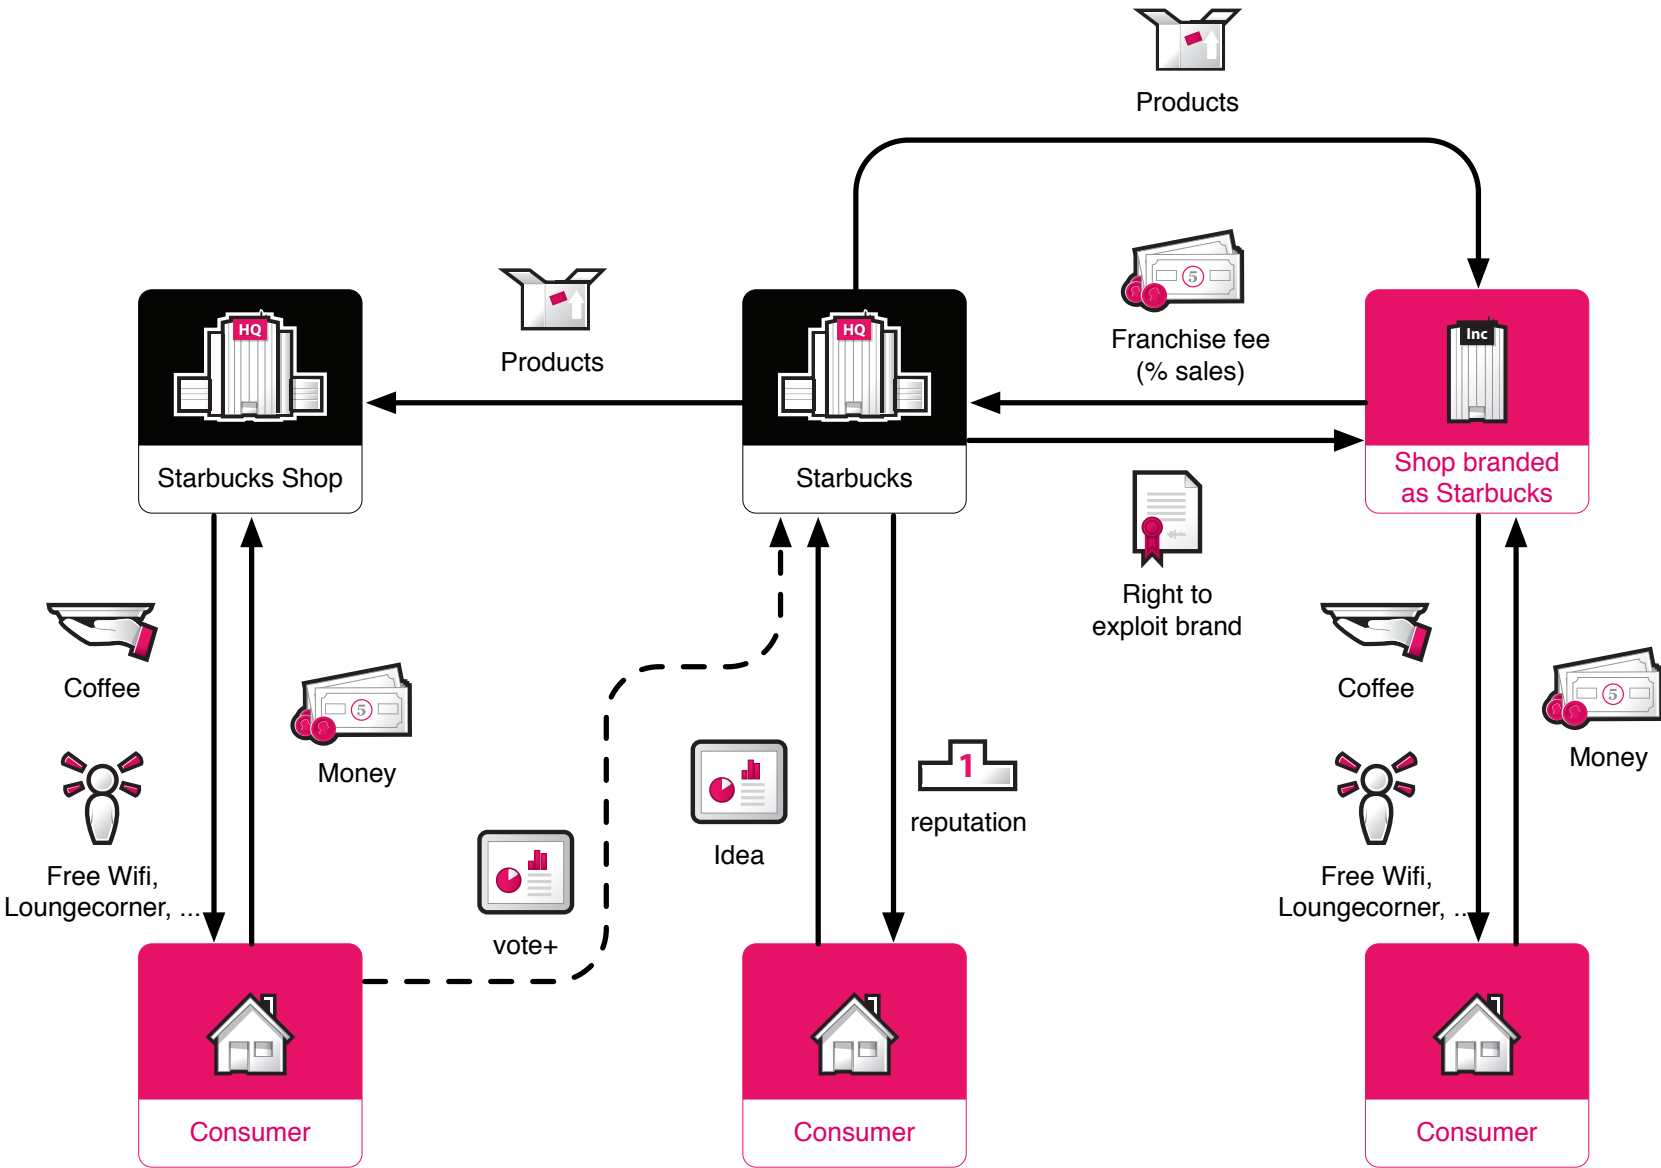 Products
5
Franchise fee
(% sales)
Products
HQ
Starbucks Shop
HQ
Starbucks
Inc
Shop branded
as Starbucks
Right to
exploit brand
Coffee
5
Money
Free Wifi,
Loungecorner, ...
vote+
Idea
1
reputation
Coffee
5
Money
Free Wifi,
Loungecorner, ..
Consumer
Consumer
Consumer